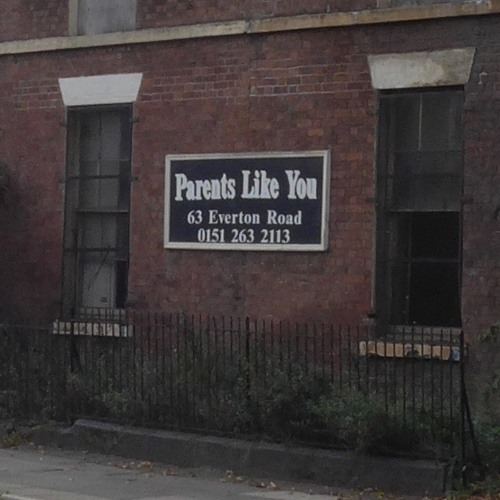 Parents Like You
63 Everton Road
0151 263 2113